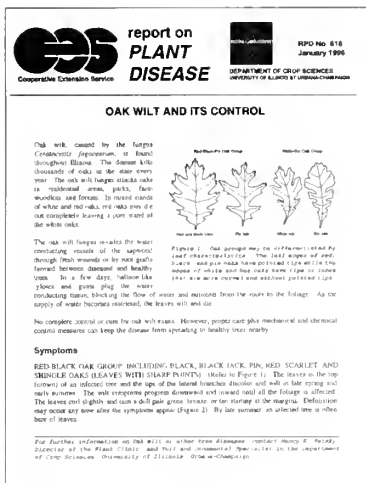 report on
PLANT
DISEASE
Cooperative Extension Service
RPD No. 618
January 1996
DEPARTMENT OF CROP SCIENCES
UNIVERSITY OF ILLINOIS AT URBANA-CHAMPAIGN
OAK WILT AND ITS CONTROL
Oak wilt, caused by the fungus
Ceratocystis fagacearum, is found
throughout Illinois. The disease kills
thousands of oaks in the state every
year. The oak wilt fungus attacks oaks
in residential areas, parks, farm
woodlots and forests. In mixed stands
of white and red oaks, red oaks may die
out completely leaving a pure stand of
the white oaks.
Red-Black-Pin Oak Group
White-Bur Oak Group
Red and Black Oaks
Pin oak
White oak
Bur oak
Figure 1. Oak groups may be differentiated by
leaf characteristics. The leaf edges of red,
black and pin oaks have pointed tips while the
edges of white and bur oaks have tips or lobes
that are more curved and without pointed tips.
The oak wilt fungus invades the water
conducting vessels of the sapwood
through fresh wounds or by root grafts
formed between diseased and healthy
trees. In a few days, balloon-like
tyloses and gums plug the water
conducting tissue, blocking the flow of water and nutrients from the roots to the foliage. As the
supply of water becomes restricted, the leaves wilt and die.
No complete control or cure for oak wilt exists. However, proper care plus mechanical and chemical
control measures can keep the disease from spreading to healthy trees nearby.
Symptoms
RED-BLACK OAK GROUP INCLUDING BLACK, BLACK JACK, PIN, RED, SCARLET AND
SHINGLE OAKS (LEAVES WITH SHARP POINTS). (Refer to Figure 1). The leaves in the top
of an infected tree and the tips of the lateral branches discolor and wilt in late spring and
early summer. The wilt symptoms progress downward and inward until all the foliage is affected.
The leaves curl slightly and turn a dull pale green, bronze or tan starting at the margins. Defoliation
may occur any time after the symptoms appear (Figure 2). By late summer an infected tree is often
bare of leaves.
For further information on Oak wilt or other tree diseases contact Nancy R.
Director of the Plant Clinic and Turf and Ornamental Specialist in the Department
of Crop Sciences University of Illinois Urbana-Champaign